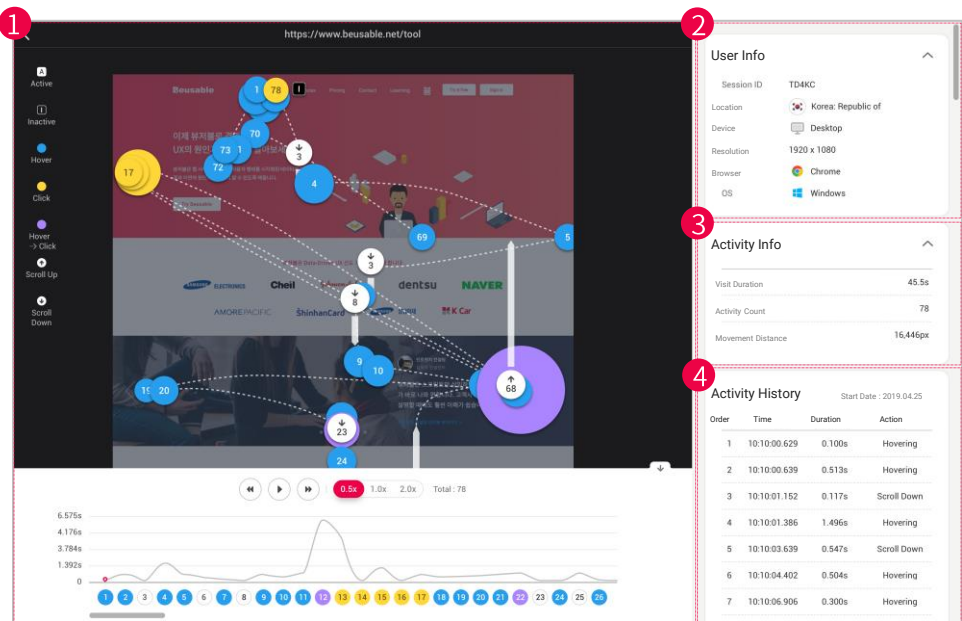 1
https://www.beusable.net/tool
A
Active
I
Inactive
Hover
Click
Hover
→ Click
Scroll Up
Scroll
Down
Beusable
1
78
I
Pricing
Contact
Learning
70
73
1
72
3
17
4
69
5
3
SAMSUNG
ELECTRONICS
Cheil
dentsu
NAVER
8
AMOREPACIFIC
ShinhanCard
K Car
9
10
19
20
68
23
24
0.5x
1.0x
2.0x
Total : 78
6.575s
4.176s
3.784s
1.392s
0
1 2 3 4 5 6 7 8 9 10 11 12 13 14 15 16 17 18 19 20 21 22 23 24 25 26
2
User Info
Session ID TD4KC
Location Korea: Republic of
Device Desktop
Resolution 1920 x 1080
Browser Chrome
OS Windows
3
Activity Info
Visit Duration 45.5s
Activity Count 78
Movement Distance 16,446px
4
Activity History Start Date : 2019.04.25
Order Time Duration Action
1 10:10:00.629 0.100s Hovering
2 10:10:00.639 0.513s Hovering
3 10:10:01.152 0.117s Scroll Down
4 10:10:01.386 1.496s Hovering
5 10:10:03.639 0.547s Scroll Down
6 10:10:04.402 0.504s Hovering
7 10:10:06.906 0.300s Hovering